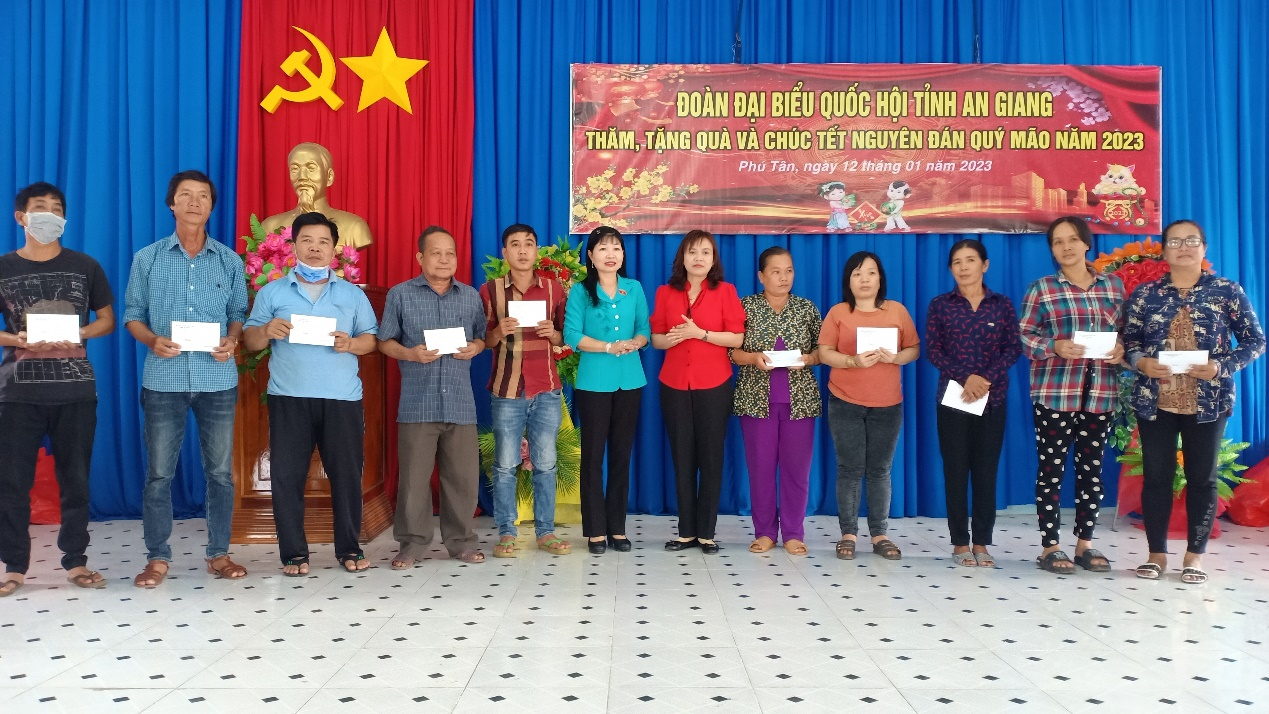 ĐOÀN ĐẠI BIỂU QUỐC HỘI TỈNH AN GIANG
THĂM, TẶNG QUÀ VÀ CHÚC TẾT NGUYÊN ĐÁN QUÝ MÃO NĂM 2023
Phú Tân, ngày 12 tháng 01 năm 2023
2023